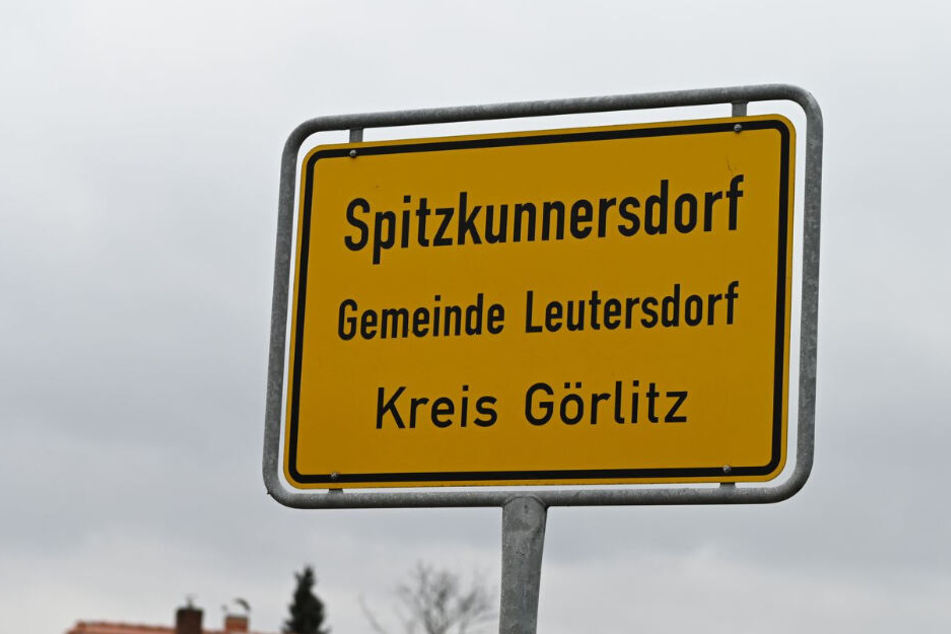 Spitzkunnersdorf
Gemeinde Leutersdorf
Kreis Görlitz